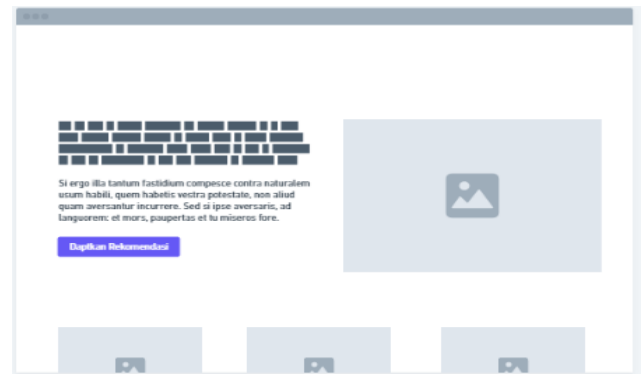 Si ergo illa tantum fastidium compesce contra naturalem
usum habili, quem habetis vestra potestate, non aliud
quam aversantur incurrere. Sed si ipse aversaris, ad
languorem: et mors, paupertas et tu miseros fore.
Daptkan Rekomendasi